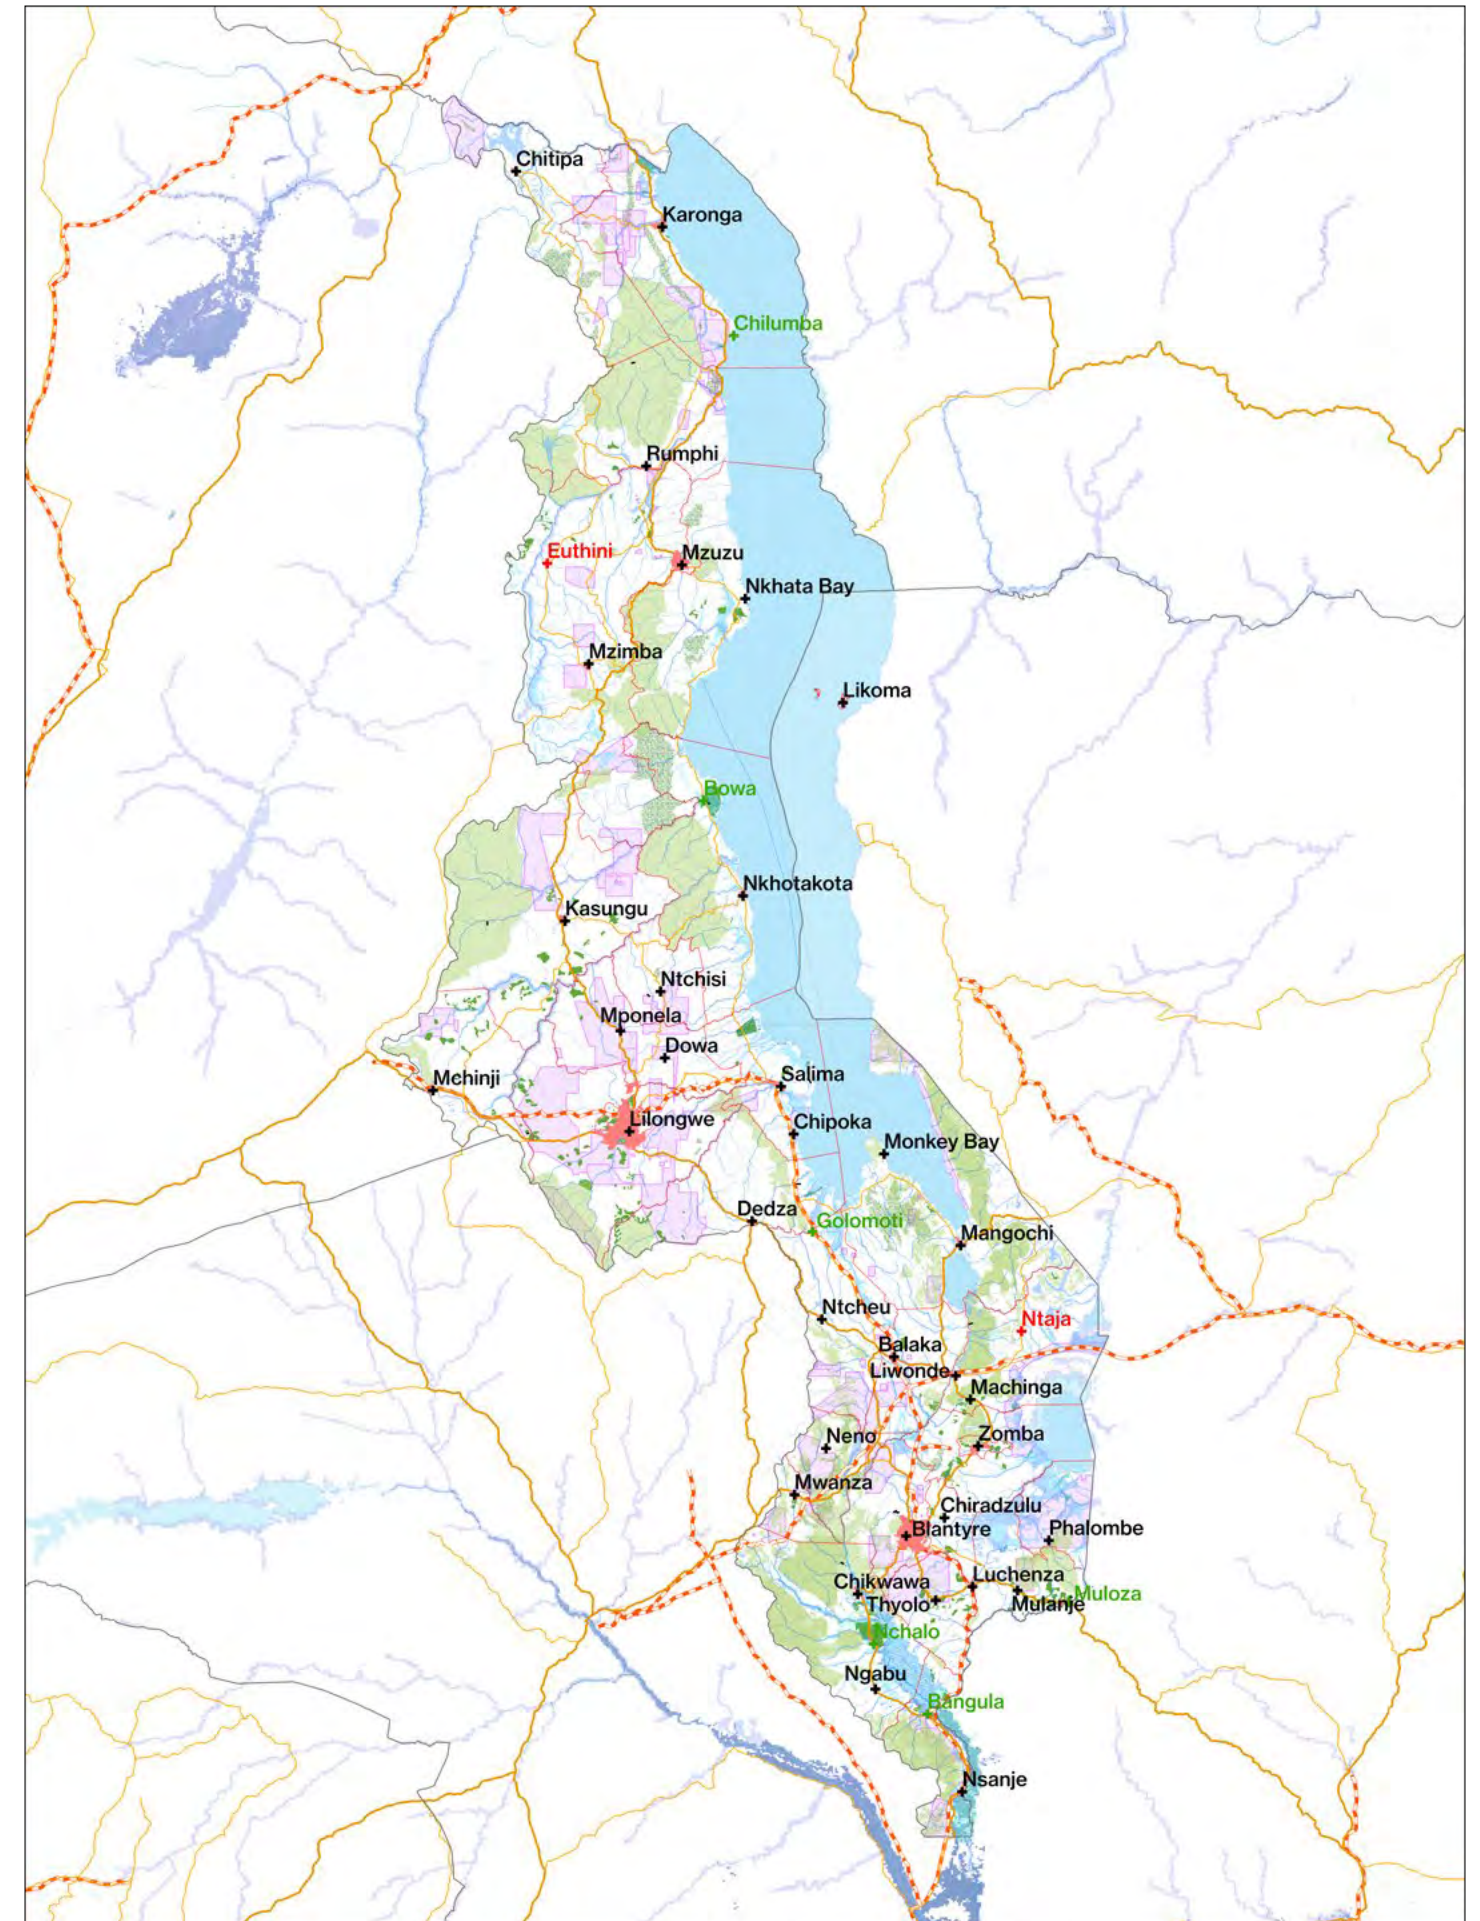 Chitipa
Karonga
Chilumba
Rumphi
Euthini
Mzuzu
Nkhata Bay
Mzimba
Likoma
Bowa
Nkhotakota
Kasungu
Ntchisi
Mponela
Dowa
Mchinji
Salima
Lilongwe
Chipoka
Monkey Bay
Dedza
Golomoti
Mangochi
Ntcheu
Ntaja
Balaka
Liwonde
Machinga
Neno
Zomba
Mwanza
Chiradzulu
Blantyre
Phalombe
Chikwawa
Luchenza
Thyolo
Mulanje
Muloza
Nchalo
Ngabu
Bangula
Nsanje